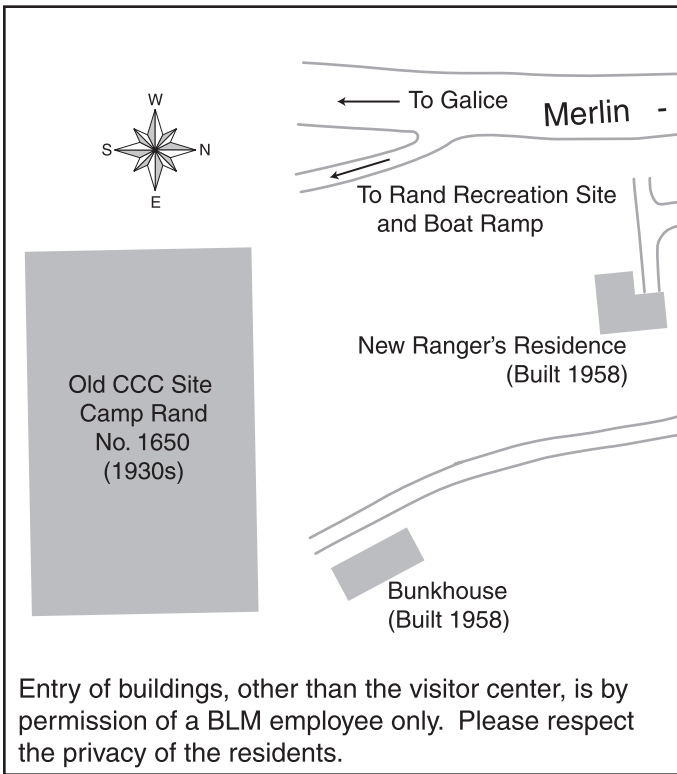 W
S N
E
To Galice
Merlin -
To Rand Recreation Site
and Boat Ramp
New Ranger’s Residence
(Built 1958)
Old CCC Site
Camp Rand
No. 1650
(1930s)
Bunkhouse
(Built 1958)
Entry of buildings, other than the visitor center, is by
permission of a BLM employee only.  Please respect
the privacy of the residents.